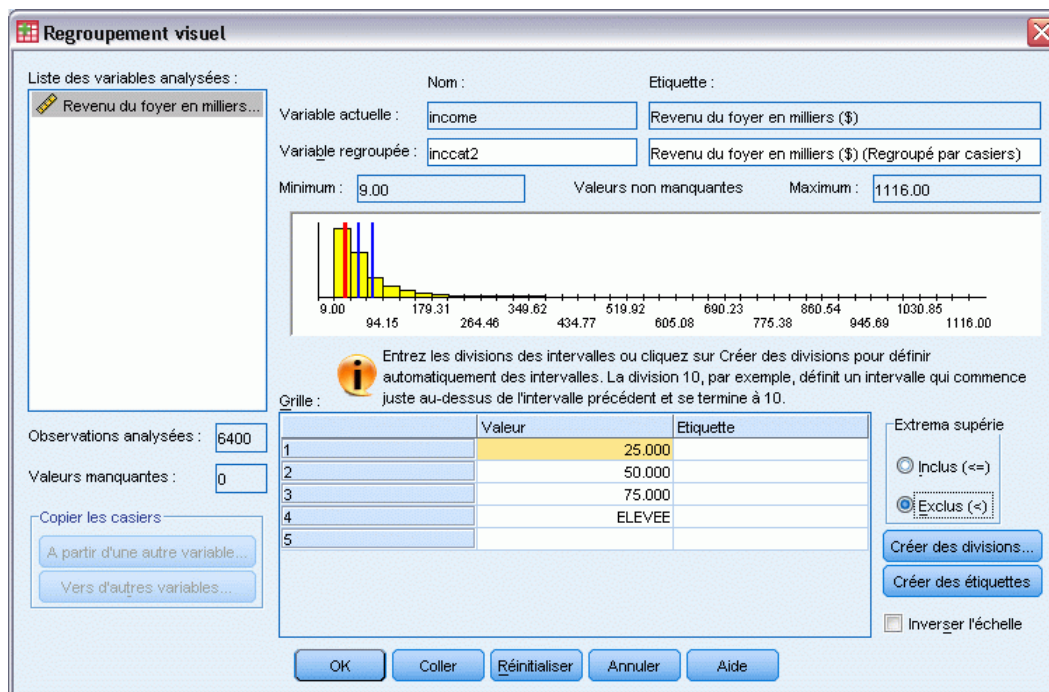 Regroupement visuel
Liste des variables analysées :
Revenu du foyer en milliers...
Nom :
Etiquette :
Variable actuelle :
income
Revenu du foyer en milliers ($)
Variable regroupée :
inccat2
Revenu du foyer en milliers ($) (Regroupé par casiers)
Minimum :
9.00
Valeurs non manquantes
Maximum :
1116.00
9.00 179.31 349.62 519.92 690.23 860.54 1030.85
94.15 264.46 434.77 605.08 775.38 945.69 1116.00
i
Entrez les divisions des intervalles ou cliquez sur Créer des divisions pour définir
automatiquement des intervalles. La division 10, par exemple, définit un intervalle qui commence
juste au-dessus de l'intervalle précédent et se termine à 10.
Observations analysées :
6400
Valeurs manquantes :
0
Copier les casiers
A partir d'une autre variable...
Vers d'autres variables...
Grille :
Valeur Etiquette
1 25.000
2 50.000
3 75.000
4 ELEVEE
5
Extrema supérie
Inclus (<=)
Exclus (<)
Créer des divisions...
Créer des étiquettes
Inverser l'échelle
OK Coller Réinitialiser Annuler Aide